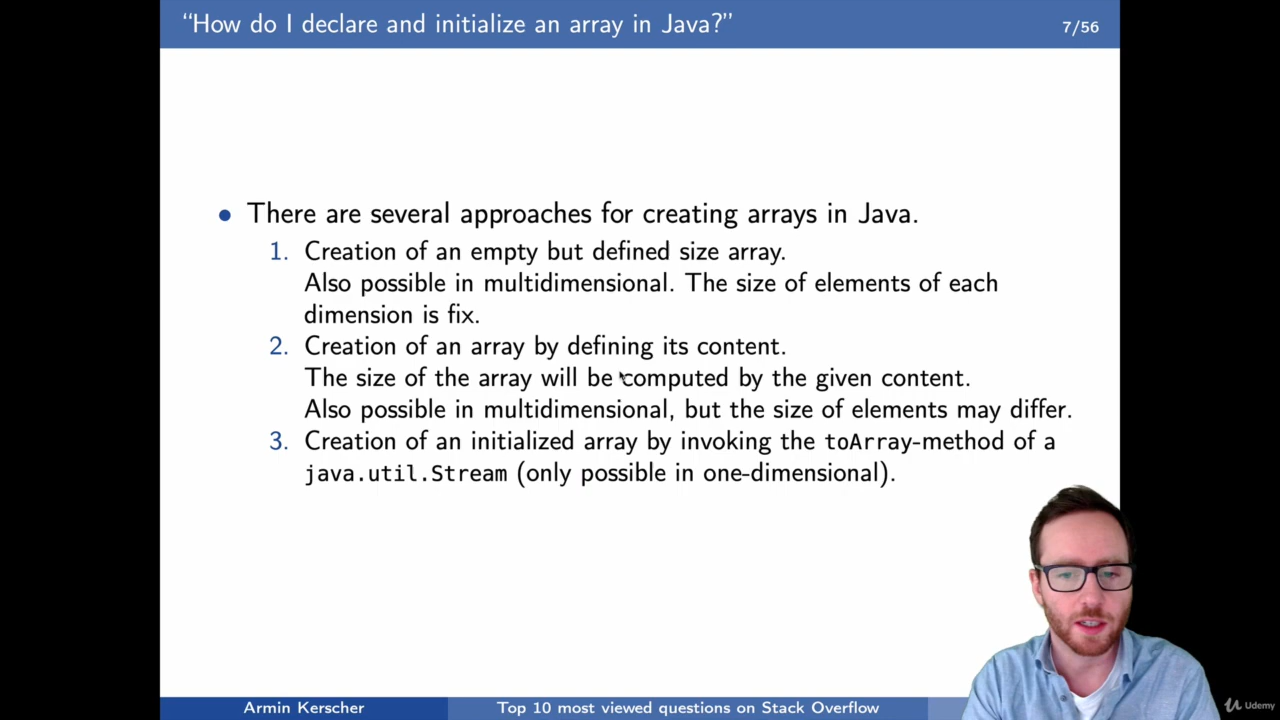 “How do I declare and initialize an array in Java?”
7/56
• There are several approaches for creating arrays in Java.
1. Creation of an empty but defined size array.
Also possible in multidimensional. The size of elements of each
dimension is fix.
2. Creation of an array by defining its content.
The size of the array will be computed by the given content.
Also possible in multidimensional, but the size of elements may differ.
3. Creation of an initialized array by invoking the toArray-method of a
java.util.Stream (only possible in one-dimensional).
Armin Kerscher
Top 10 most viewed questions on Stack Overflow
Udemy